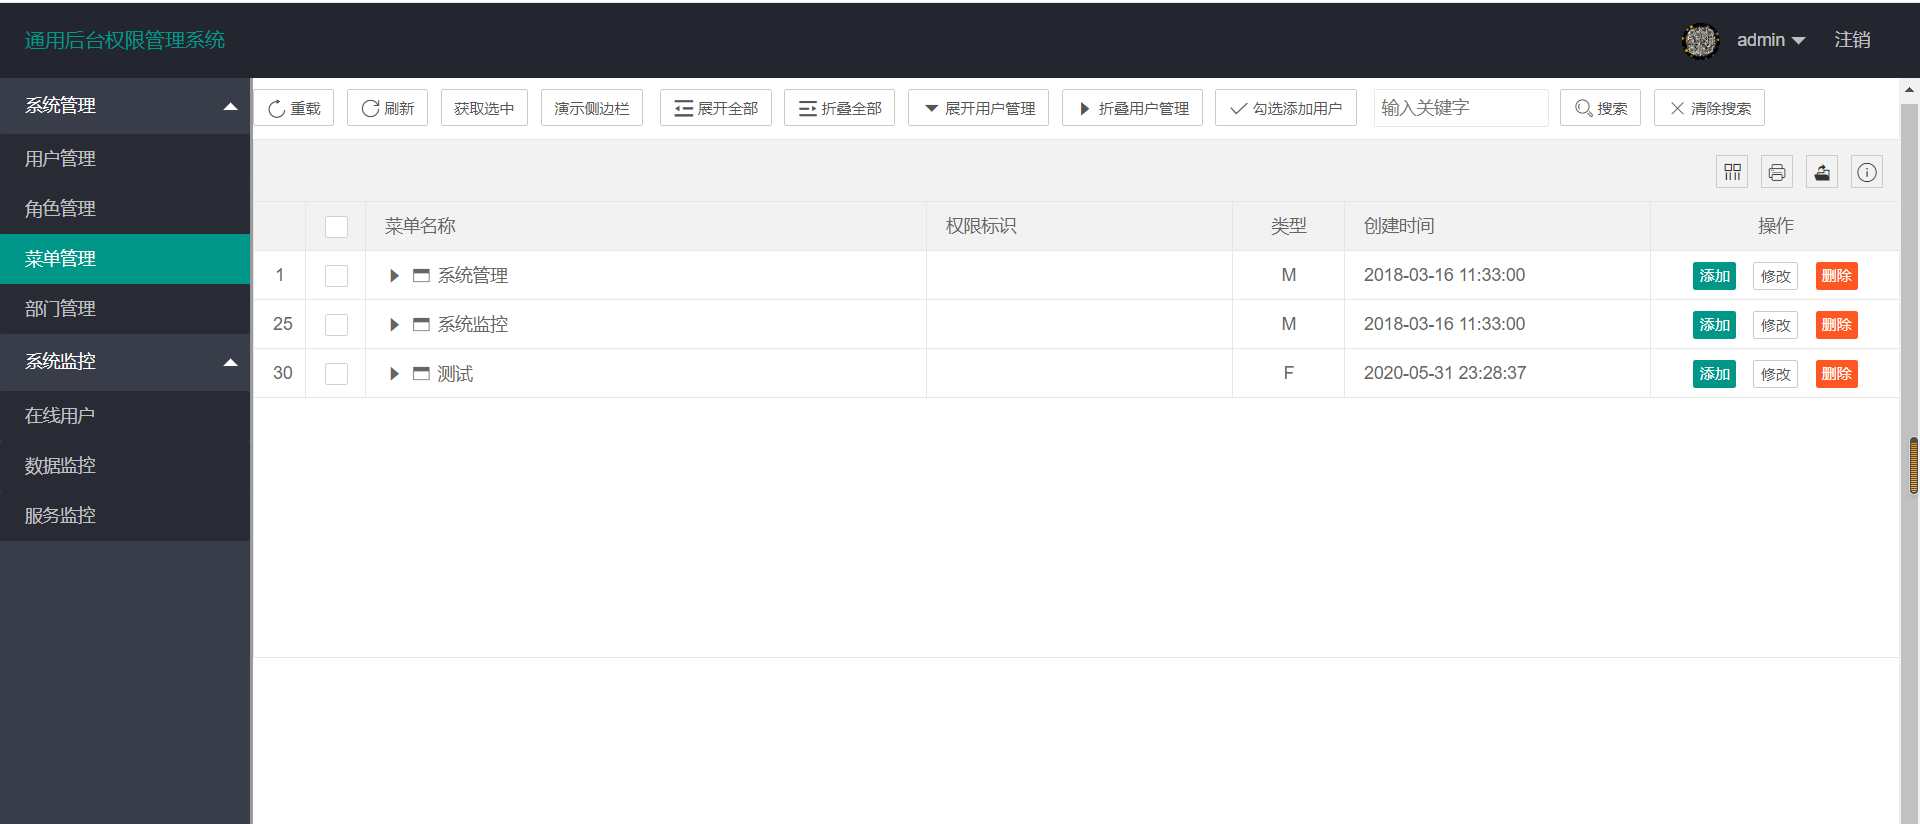 通用后台权限管理系统
admin
注销
系统管理
用户管理
角色管理
菜单管理
部门管理
系统监控
在线用户
数据监控
服务监控
重载
刷新
获取选中
演示侧边栏
展开全部
折叠全部
展开用户管理
折叠用户管理
勾选添加用户
输入关键字
搜索
清除搜索
菜单名称 权限标识 类型 创建时间 操作
1 系统管理 M 2018-03-16 11:33:00 添加 修改 删除
25 系统监控 M 2018-03-16 11:33:00 添加 修改 删除
30 测试 F 2020-05-31 23:28:37 添加 修改 删除